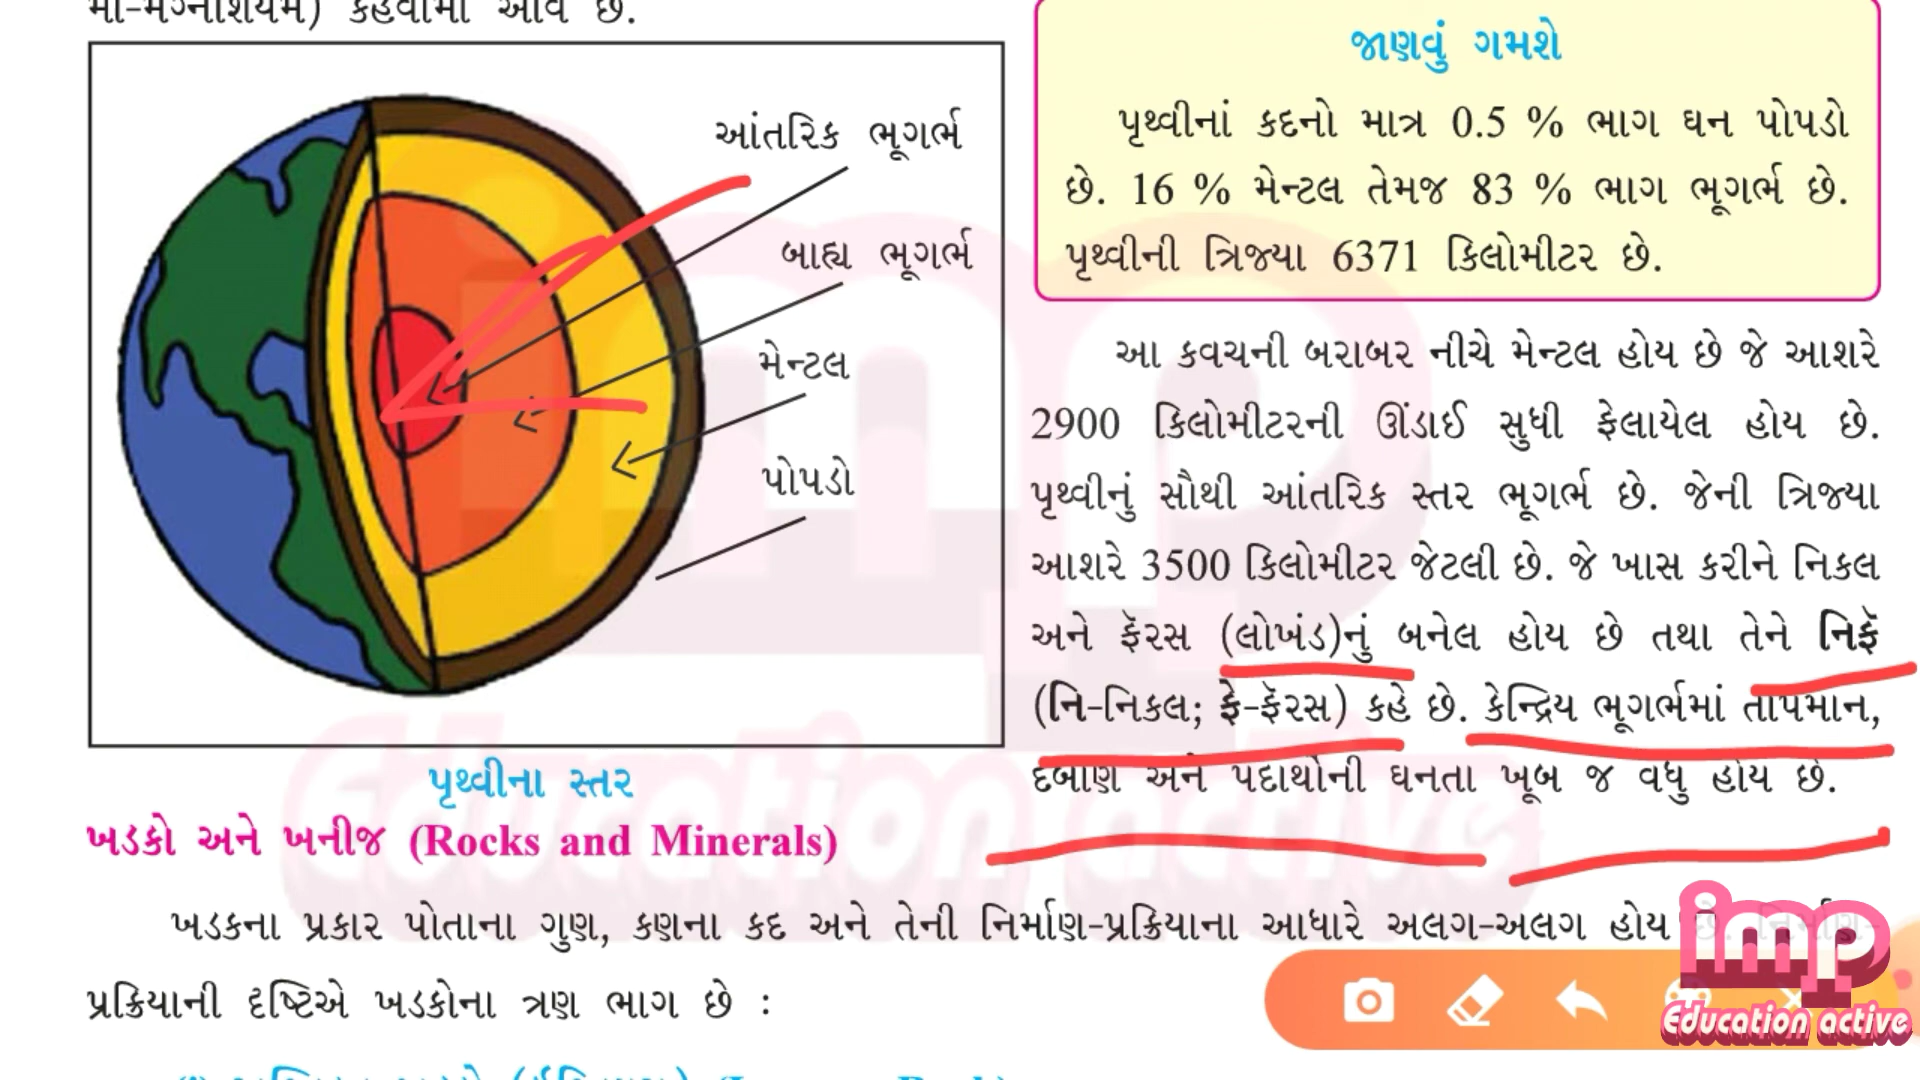 મા-મૅગ્નેશિયમ) કહેવામાં આવે છે.
આંતરિક ભૂગર્ભ
બાહ્ય ભૂગર્ભ
મેન્ટલ
પોપડો
પૃથ્વીના સ્તર
જાણવું ગમશે
પૃથ્વીનાં કદનો માત્ર 0.5 % ભાગ ઘન પોપડો
છે. 16 % મેન્ટલ તેમજ 83 % ભાગ ભૂગર્ભ છે.
પૃથ્વીની ત્રિજ્યા 6371 કિલોમીટર છે.
આ કવચની બરાબર નીચે મેન્ટલ હોય છે જે આશરે
2900 કિલોમીટરની ઊંડાઈ સુધી ફેલાયેલ હોય છે.
પૃથ્વીનું સૌથી આંતરિક સ્તર ભૂગર્ભ છે. જેની ત્રિજ્યા
આશરે 3500 કિલોમીટર જેટલી છે. જે ખાસ કરીને નિકલ
અને ફૅરસ (લોખંડ)નું બનેલ હોય છે તથા તેને નિફૅ
(નિ-નિકલ; ફે-ફૅરસ) કહે છે. કેન્દ્રિય ભૂગર્ભમાં તાપમાન,
દબાણ અને પદાર્થોની ઘનતા ખૂબ જ વધુ હોય છે.
ખડકો અને ખનીજ (Rocks and Minerals)
ખડકના પ્રકાર પોતાના ગુણ, કણના કદ અને તેની નિર્માણ-પ્રક્રિયાના આધારે અલગ-અલગ હોય છે. નિર્માણ-
પ્રક્રિયાની દૃષ્ટિએ ખડકોના ત્રણ ભાગ છે :
imp
Education active